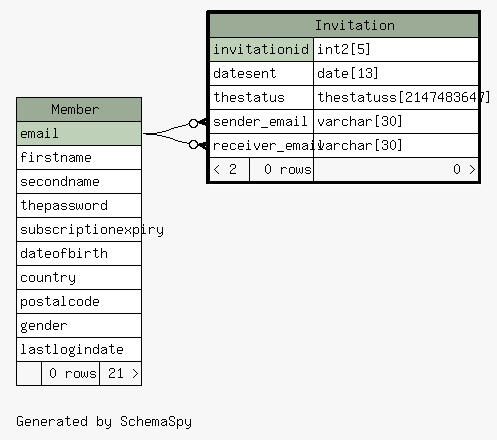 Invitation
invitationid int2[5]
datesent date[13]
thestatus thestatuss[2147483647]
sender_email varchar[30]
receiver_email varchar[30]
< 2 0 rows 0 >
Member
email
firstname
secondname
thepassword
subscriptionexpiry
dateofbirth
country
postalcode
gender
lastlogindate
0 rows 21 >
Generated by SchemaSpy